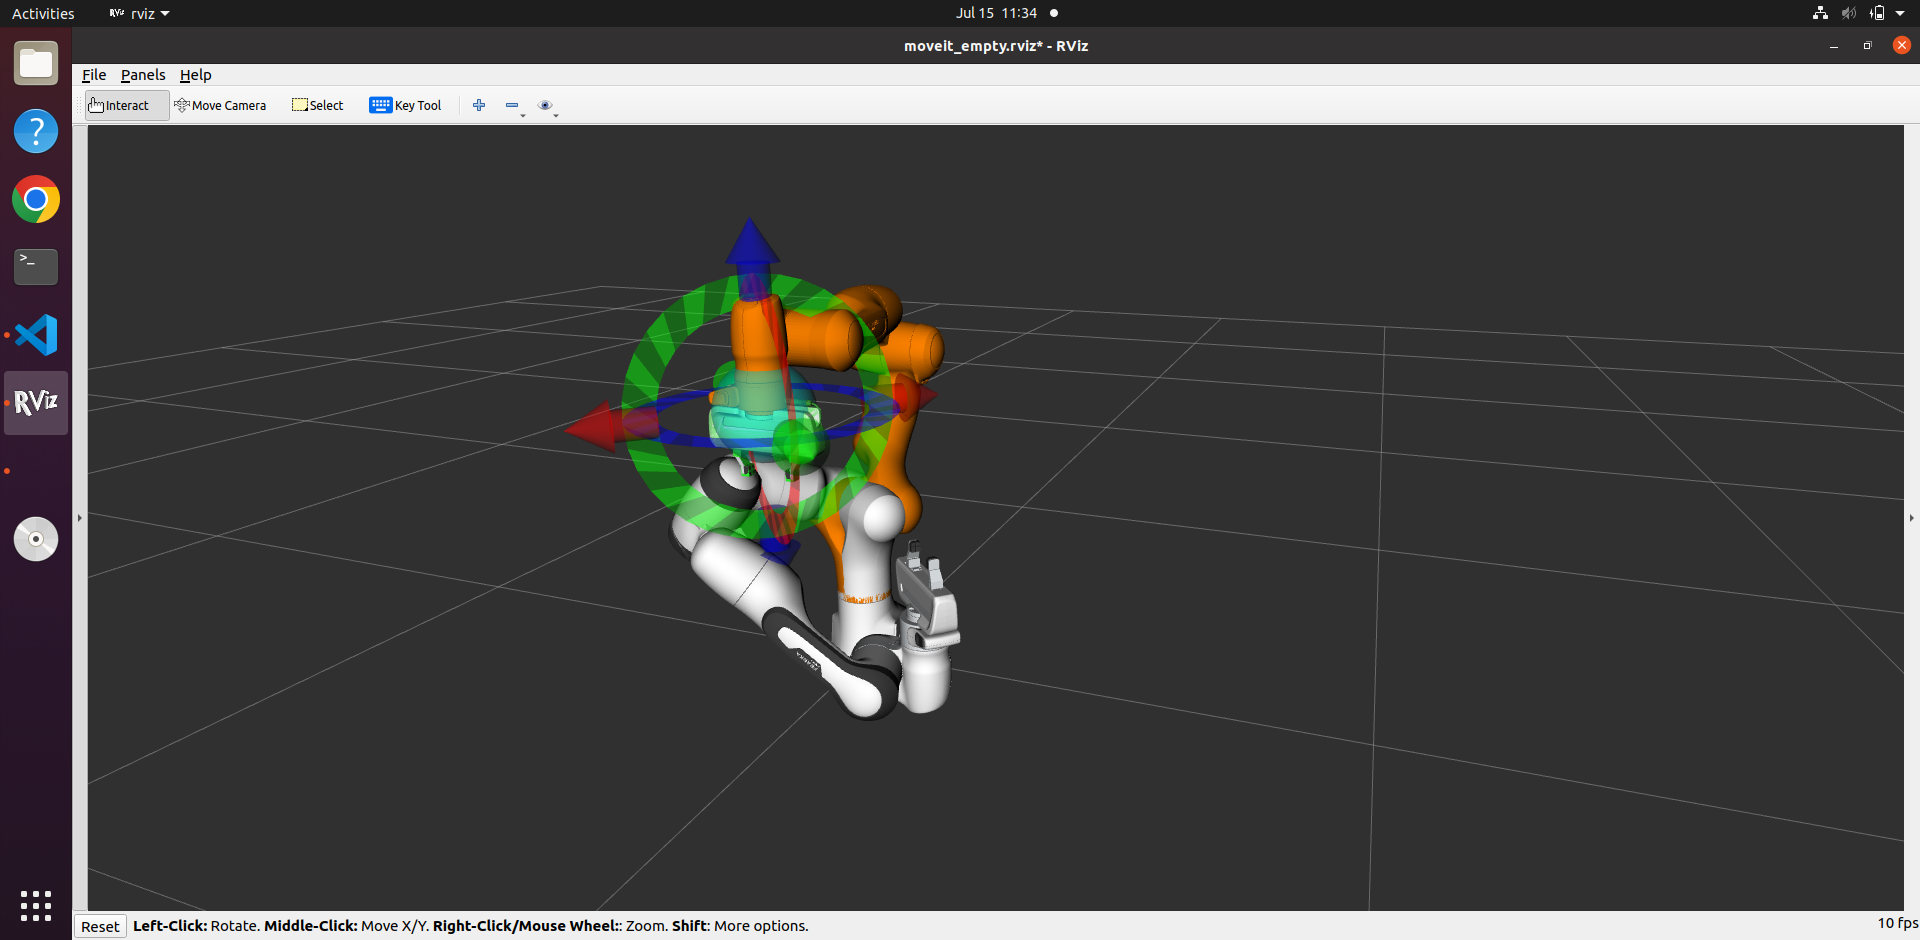 Activities
RViz rviz
Jul 15 11:34
moveit_empty.rviz* - RViz
File Panels Help
Interact Move Camera Select Key Tool
>_
RViz
Reset Left-Click: Rotate. Middle-Click: Move X/Y. Right-Click/Mouse Wheel:: Zoom. Shift: More options.
10 fps